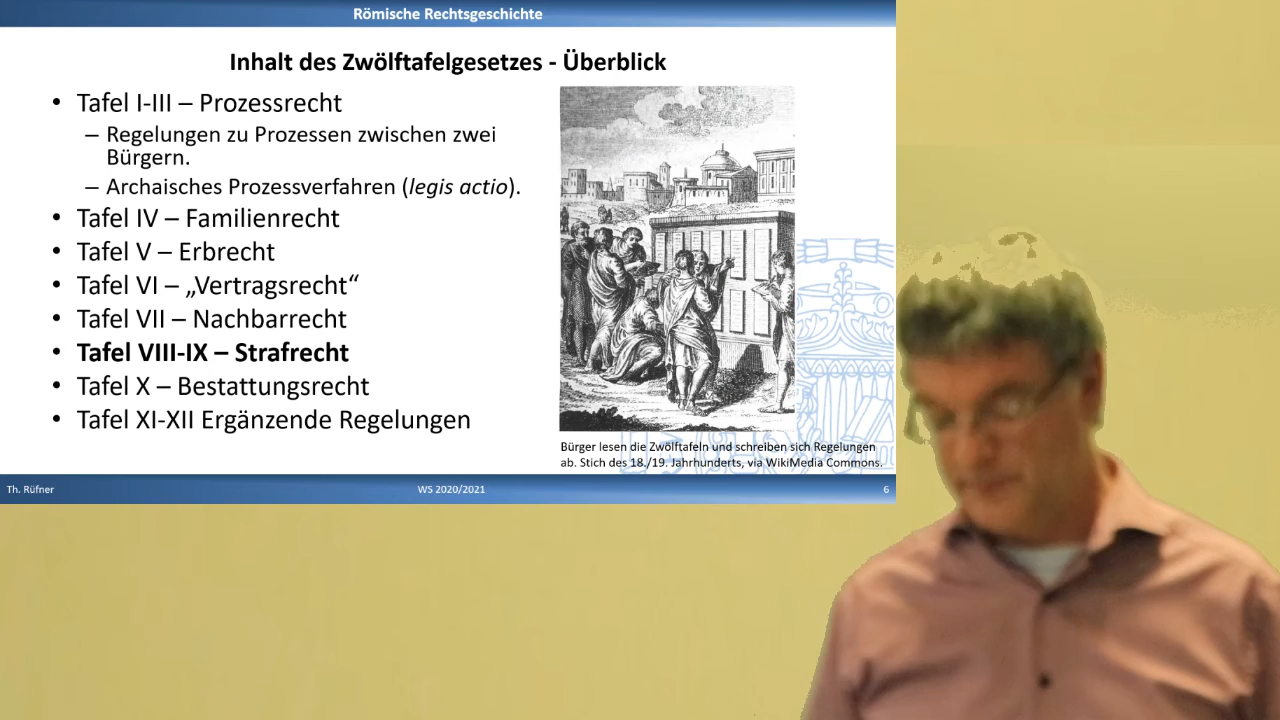 Römische Rechtsgeschichte
Inhalt des Zwölftafelgesetzes - Überblick
• Tafel I-III – Prozessrecht
– Regelungen zu Prozessen zwischen zwei
Bürgern.
– Archaisches Prozessverfahren (legis actio).
• Tafel IV – Familienrecht
• Tafel V – Erbrecht
• Tafel VI – „Vertragsrecht“
• Tafel VII – Nachbarrecht
• Tafel VIII-IX – Strafrecht
• Tafel X – Bestattungsrecht
• Tafel XI-XII Ergänzende Regelungen
Bürger lesen die Zwölftafeln und schreiben sich Regelungen
ab. Stich des 18./19. Jahrhunderts, via WikiMedia Commons.
Th. Rüfner
WS 2020/2021
6